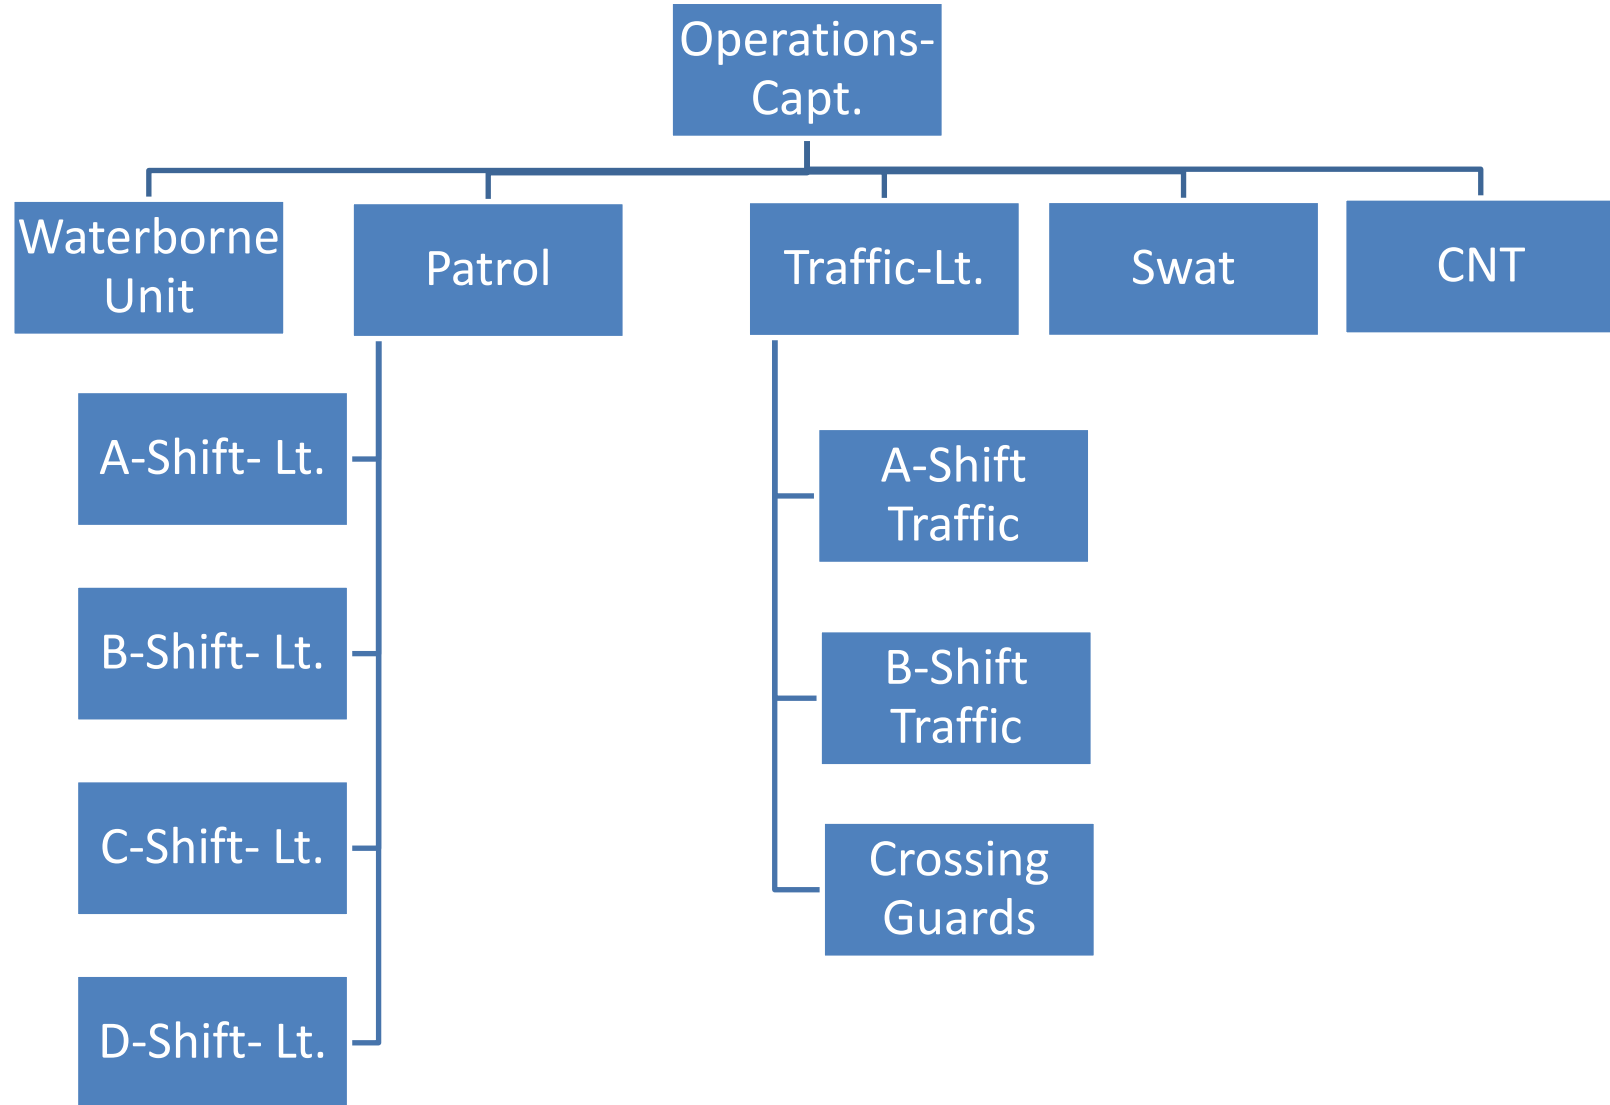 Operations-
Capt.
Waterborne
Unit
Patrol
Traffic-Lt.
Swat
CNT
A-Shift- Lt.
B-Shift- Lt.
C-Shift- Lt.
D-Shift- Lt.
A-Shift
Traffic
B-Shift
Traffic
Crossing
Guards